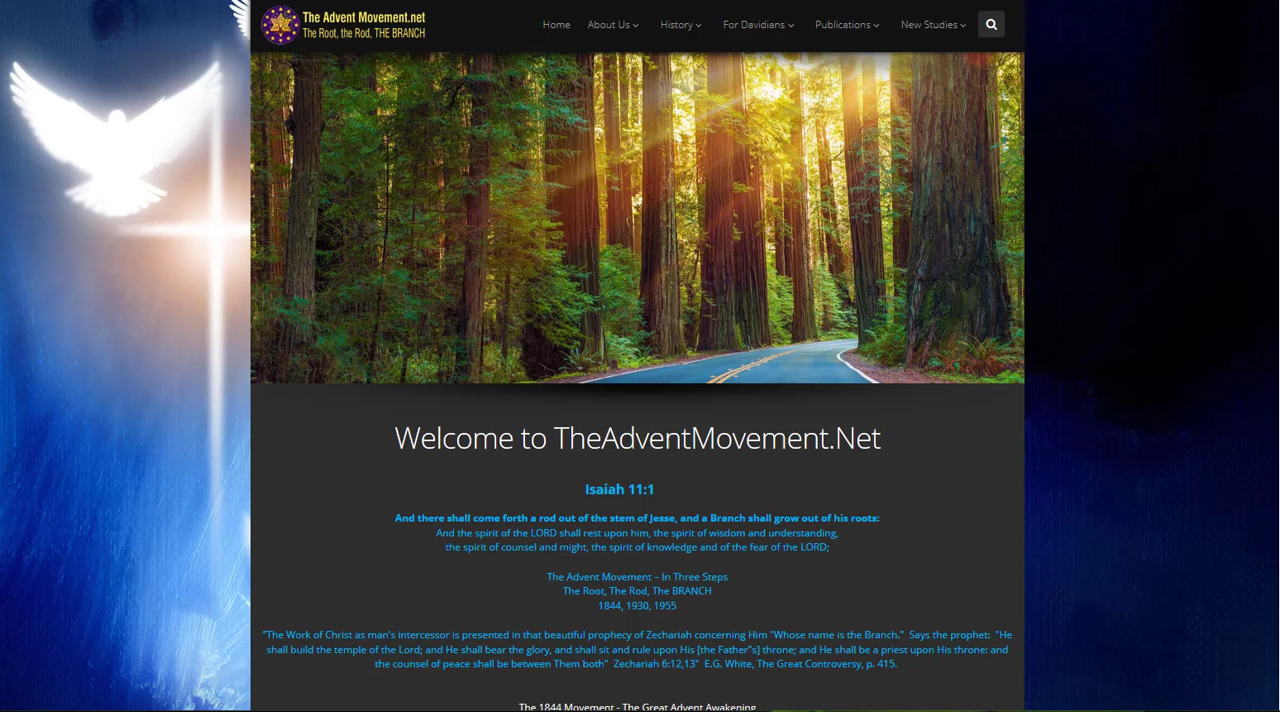 The Advent Movement.net
The Root, the Rod, THE BRANCH
Home About Us History For Davidians Publications New Studies
Welcome to TheAdventMovement.Net
Isaiah 11:1
And there shall come forth a rod out of the stem of Jesse, and a Branch shall grow out of his roots:
And the spirit of the LORD shall rest upon him, the spirit of wisdom and understanding,
the spirit of counsel and might, the spirit of knowledge and of the fear of the LORD;
The Advent Movement – In Three Steps
The Root, The Rod, The BRANCH
1844, 1930, 1955
"The Work of Christ as man's intercessor is presented in that beautiful prophecy of Zechariah concerning Him "Whose name is the Branch." Says the prophet: "He
shall build the temple of the Lord; and He shall bear the glory, and shall sit and rule upon His [the Father"s] throne; and He shall be a priest upon His throne: and
the counsel of peace shall be between Them both" Zechariah 6:12,13" E.G. White, The Great Controversy, p. 415.
The 1844 Movement - The Great Advent Awakening